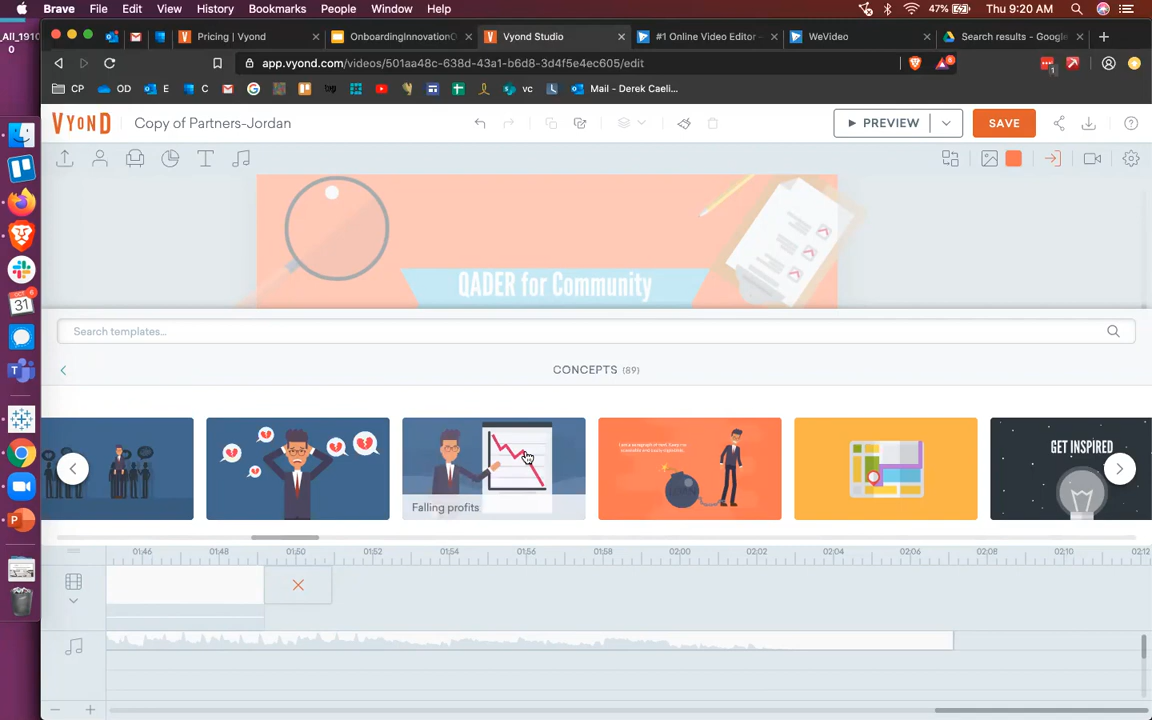 Brave File Edit View History Bookmarks People Window Help 47% Thu 9:20 AM
_All_1910
0
Pricing | Vyond
OnboardingInnovation
Vyond Studio
#1 Online Video Editor -
WeVideo
Search results - Google
app.vyond.com/videos/501aa48c-638d-43a1-b6d8-3d4f5e4ec605/edit
CP OD E C vc Mail - Derek Caeli...
VYOND Copy of Partners-Jordan PREVIEW SAVE
QADER for Community
Search templates...
CONCEPTS (89)
GET INSPIRED
Falling profits
01:46 01:48 01:50 01:52 01:54 01:56 01:58 02:00 02:02 02:04 02:06 02:08 02:10 02:12
31